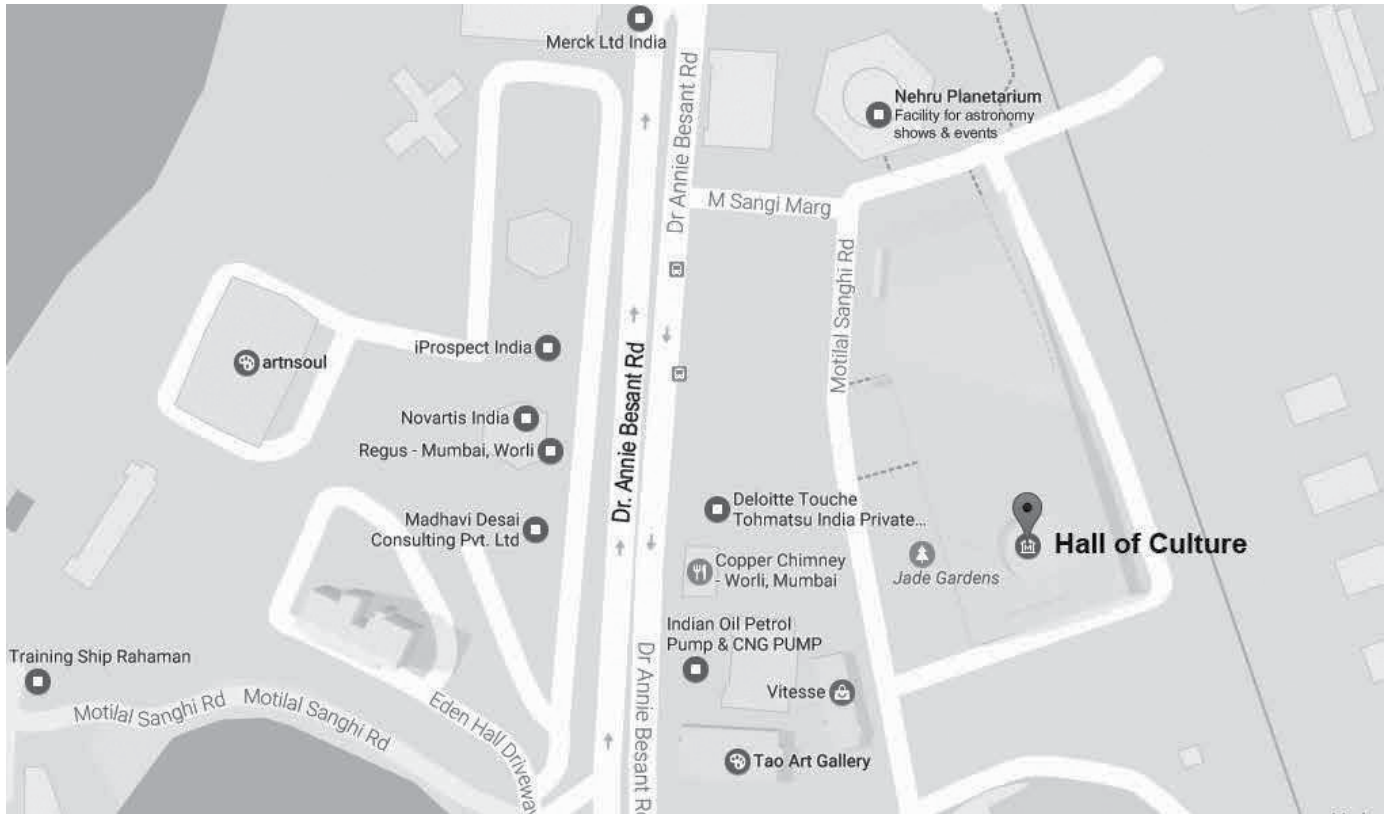 Merck Ltd India
Dr Annie Besant Rd
Nehru Planetarium
Facility for astronomy
shows & events
M Sangi Marg
Motilal Sanghi Rd
iProspect India
artnsoul
Dr. Annie Besant Rd
Novartis India
Regus - Mumbai, Worli
Madhavi Desai
Consulting Pvt. Ltd
Deloitte Touche
Tohmatsu India Private...
Hall of Culture
Copper Chimney
- Worli, Mumbai
Jade Gardens
Indian Oil Petrol
Pump & CNG PUMP
Training Ship Rahaman
Vitesse
Motilal Sanghi Rd
Motilal Sanghi Rd
Eden Hall Driveway
Dr Annie Besant Rd
Tao Art Gallery